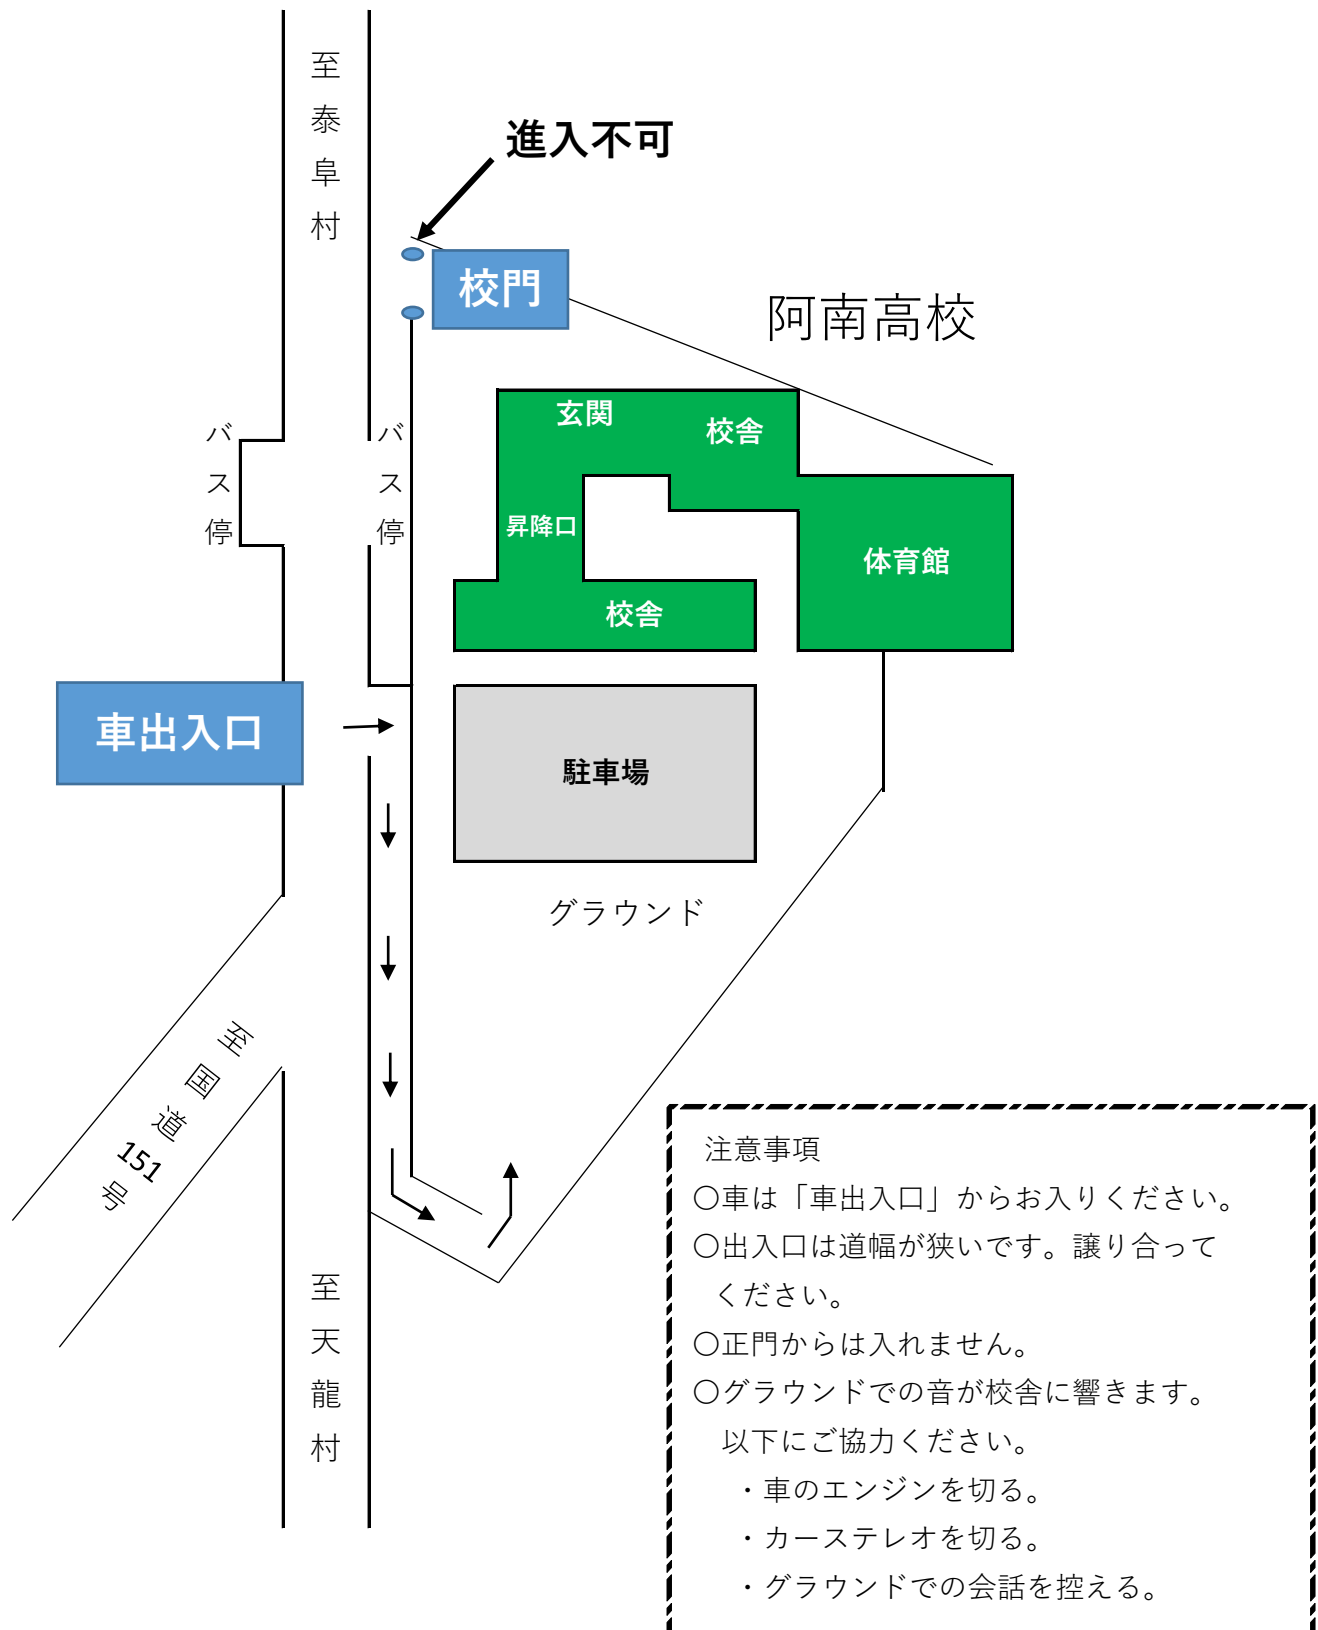 至泰阜村
進入不可
校門
阿南高校
玄関
校舎
バス停
バス停
昇降口
体育館
校舎
車出入口
駐車場
グラウンド
至国道151号
至天龍村
注意事項
○車は「車出入口」からお入りください。
○出入口は道幅が狭いです。譲り合って
ください。
○正門からは入れません。
○グラウンドでの音が校舎に響きます。
以下にご協力ください。
・車のエンジンを切る。
・カーステレオを切る。
・グラウンドでの会話を控える。